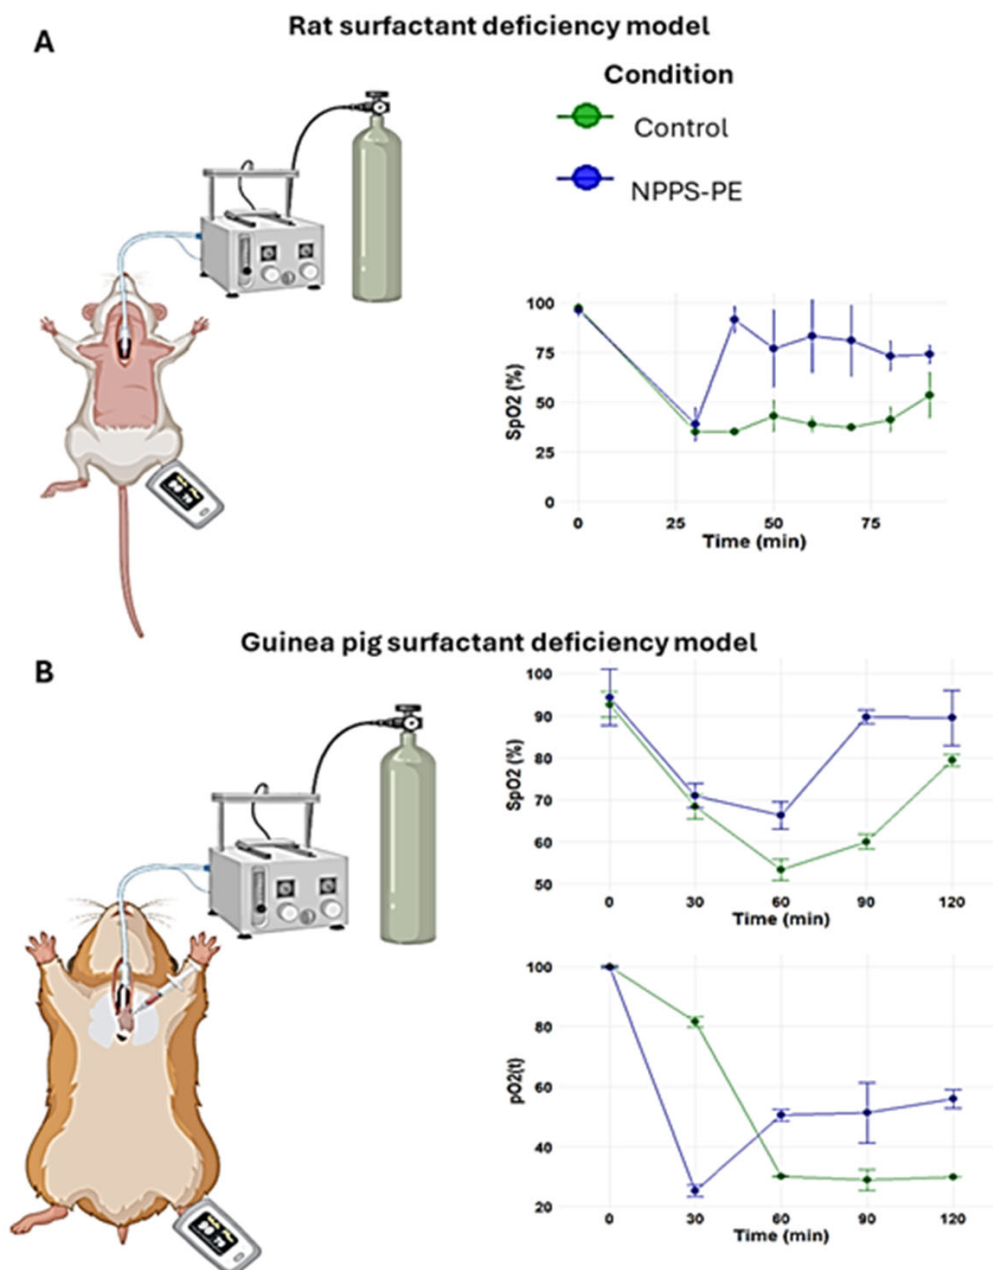 Rat surfactant deficiency model
A
Condition
Control
NPPS-PE
SpO2 (%)
100
75
50
25
0
0 25 50 75
Time (min)
Guinea pig surfactant deficiency model
B
SpO2 (%)
100
90
80
70
60
50
0 30 60 90 120
Time (min)
pO2(t)
100
80
60
40
20
0 30 60 90 120
Time (min)